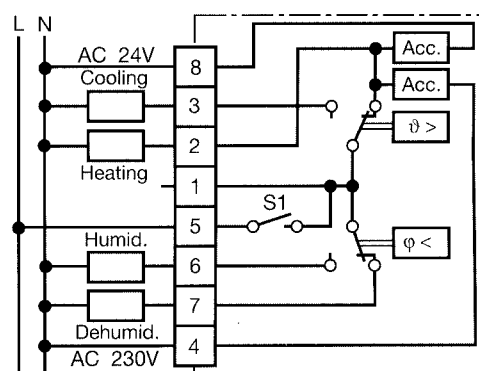 L N
AC 24V
8
Acc.
Cooling
3
Acc.
2
ϑ >
Heating
1
S1
5
Humid.
φ <
6
7
Dehumid.
4
AC 230V